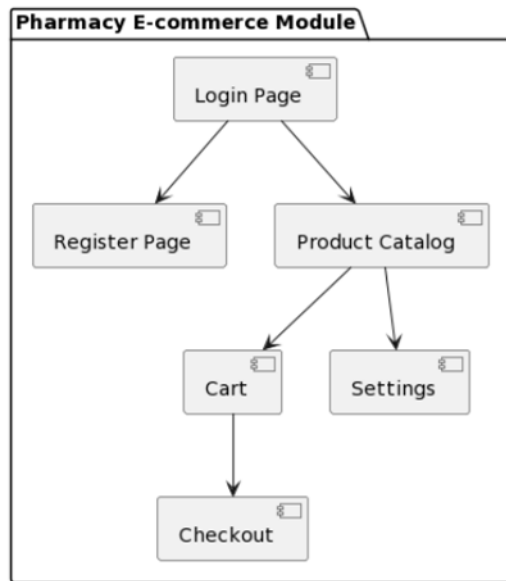 Pharmacy E-commerce Module
Login Page
Register Page
Product Catalog
Cart
Settings
Checkout